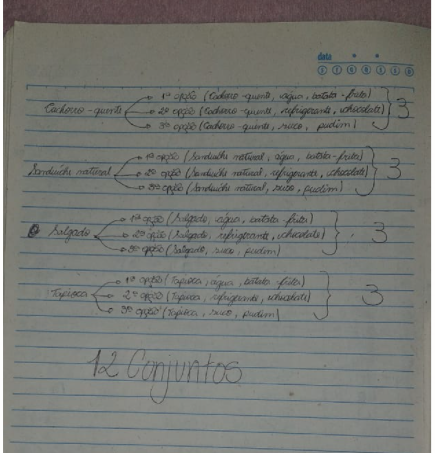 data
D S T Q Q S S
1ª opção (Cachorro-quente, água, batata-frita)
Cachorro-quente 2ª opção (Cachorro-quente, refrigerante, chocolate) } 3
3ª opção (Cachorro-quente, suco, pudim)
1ª opção (Sanduíche natural, água, batata-frita)
Sanduíche natural 2ª opção (Sanduíche natural, refrigerante, chocolate) } 3
3ª opção (Sanduíche natural, suco, pudim)
1ª opção (Salgado, água, batata-frita)
Salgado 2ª opção (Salgado, refrigerante, chocolate) } 3
3ª opção (Salgado, suco, pudim)
1ª opção (Tapioca, água, batata-frita)
Tapioca 2ª opção (Tapioca, refrigerante, chocolate) } 3
3ª opção (Tapioca, suco, pudim)
12 Conjuntos